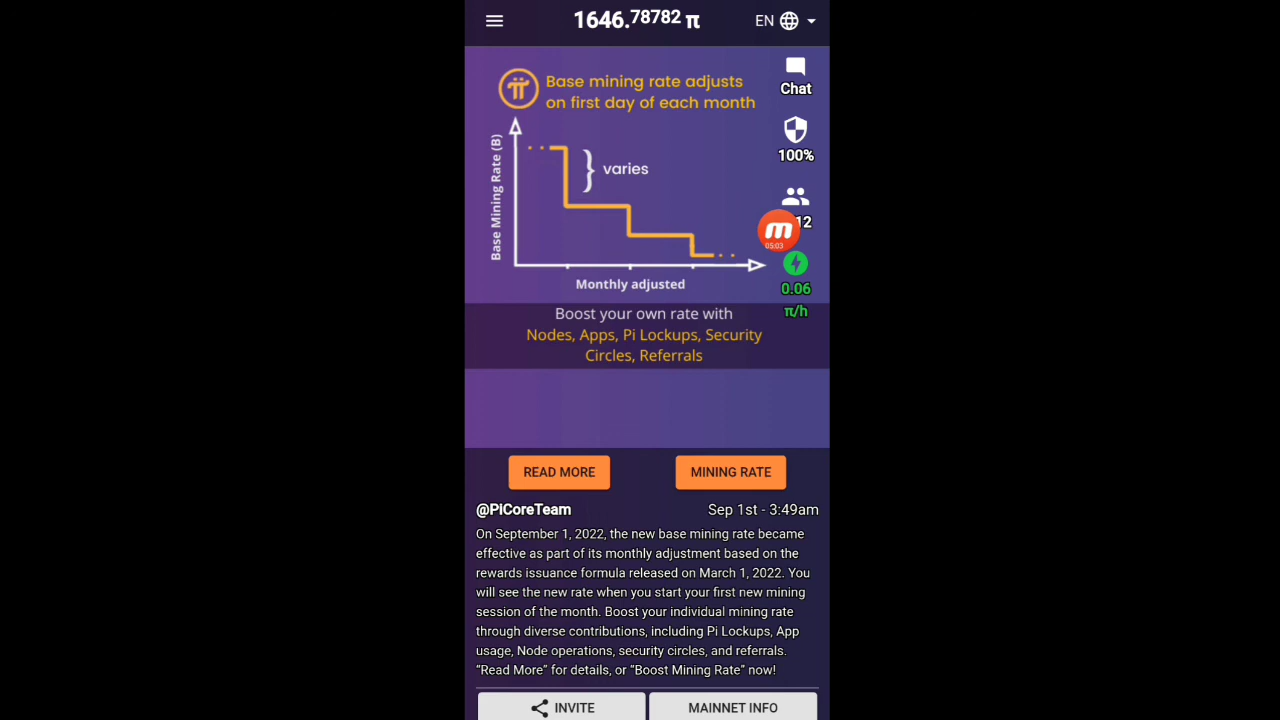 1646.78782 π
EN
Base mining rate adjusts
on first day of each month
Chat
100%
Base Mining Rate (B)
varies
12
m
05:03
Monthly adjusted
0.06
π/h
Boost your own rate with
Nodes, Apps, Pi Lockups, Security
Circles, Referrals
READ MORE
MINING RATE
@PiCoreTeam
Sep 1st - 3:49am
On September 1, 2022, the new base mining rate became
effective as part of its monthly adjustment based on the
rewards issuance formula released on March 1, 2022. You
will see the new rate when you start your first new mining
session of the month. Boost your individual mining rate
through diverse contributions, including Pi Lockups, App
usage, Node operations, security circles, and referrals.
“Read More” for details, or “Boost Mining Rate” now!
INVITE
MAINNET INFO